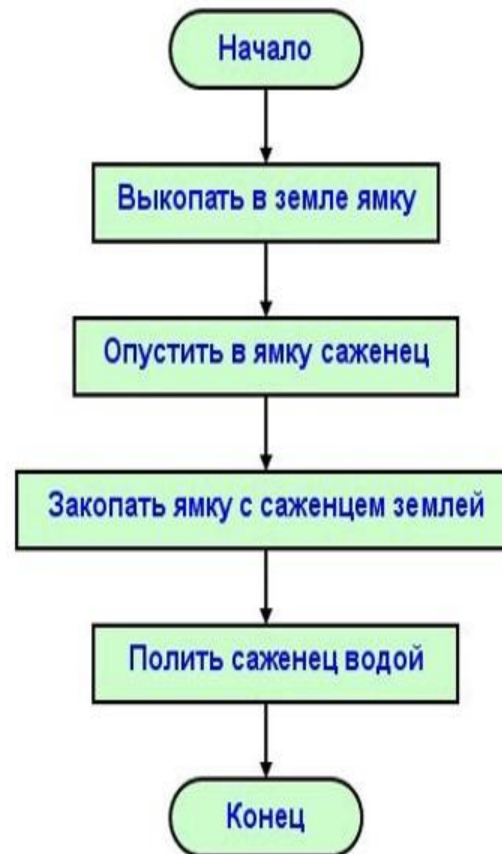 Начало
Выкопать в земле ямку
Опустить в ямку саженец
Закопать ямку с саженцем землей
Полить саженец водой
Конец